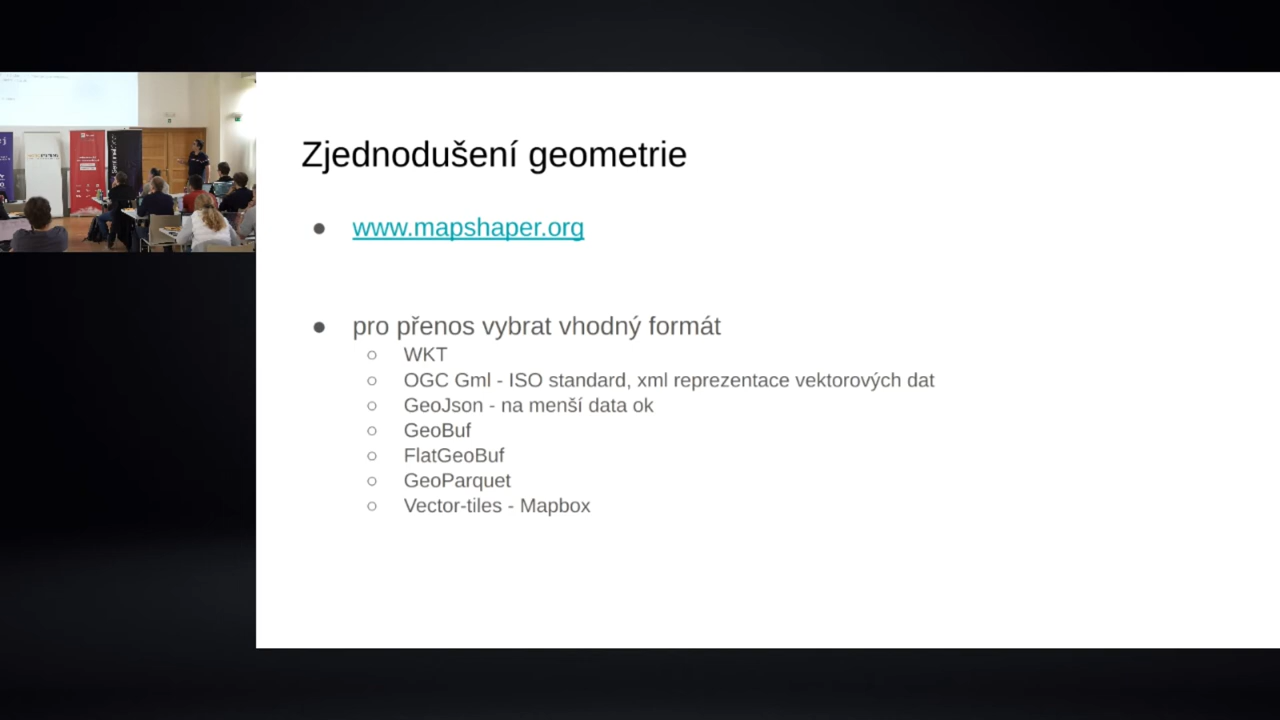 Zjednodušení geometrie
www.mapshaper.org
pro přenos vybrat vhodný formát
WKT
OGC Gml - ISO standard, xml reprezentace vektorových dat
GeoJson - na menší data ok
GeoBuf
FlatGeoBuf
GeoParquet
Vector-tiles - Mapbox